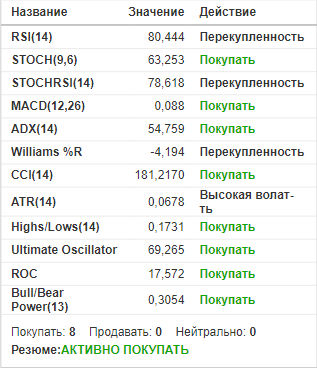 Название Значение Действие
RSI(14) 80,444 Перекупленность
STOCH(9,6) 63,253 Покупать
STOCHRSI(14) 78,618 Перекупленность
MACD(12,26) 0,088 Покупать
ADX(14) 54,759 Покупать
Williams %R -4,194 Перекупленность
CCI(14) 181,2170 Покупать
ATR(14) 0,0678 Высокая волат-
ть
Highs/Lows(14) 0,1731 Покупать
Ultimate Oscillator 69,265 Покупать
ROC 17,572 Покупать
Bull/Bear
Power(13) 0,3054 Покупать
Покупать: 8 Продавать: 0 Нейтрально: 0
Резюме:АКТИВНО ПОКУПАТЬ